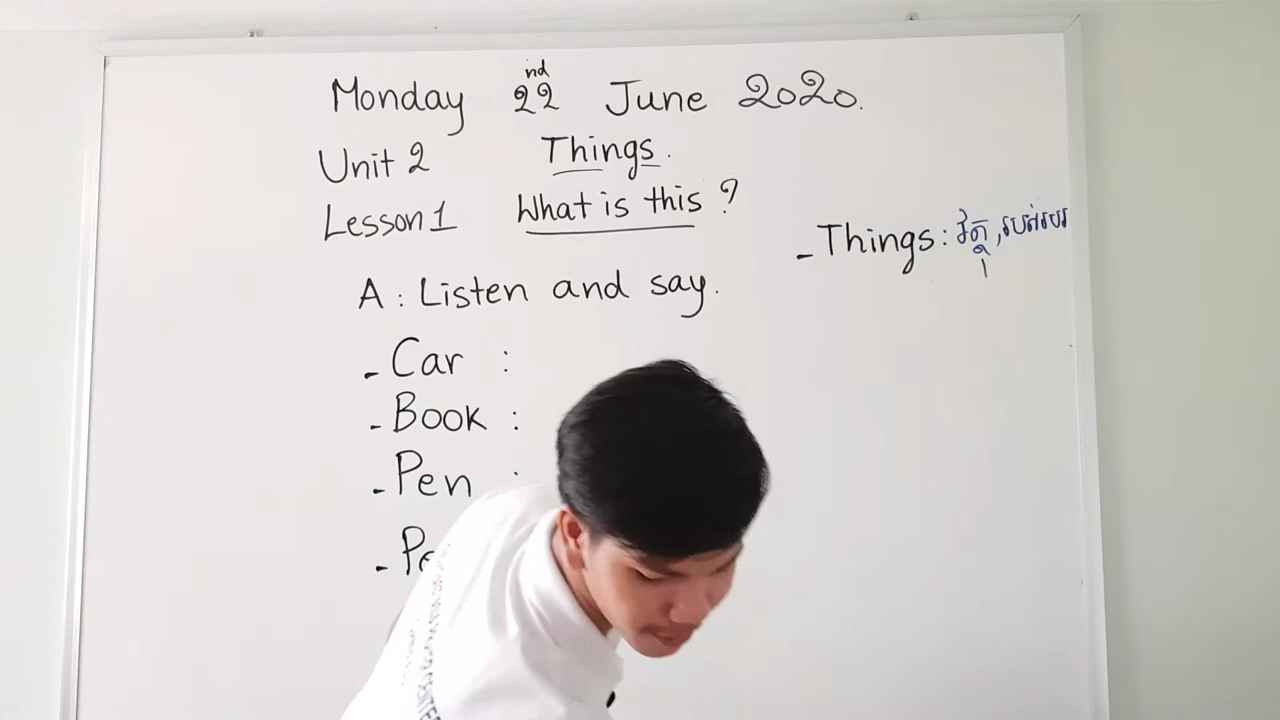 Monday 22nd June 2020.
Unit 2 Things.
Lesson 1 What is this ?
- Things : វត្ថុ, របស់របរ
A : Listen and say.
- Car :
- Book :
- Pen :